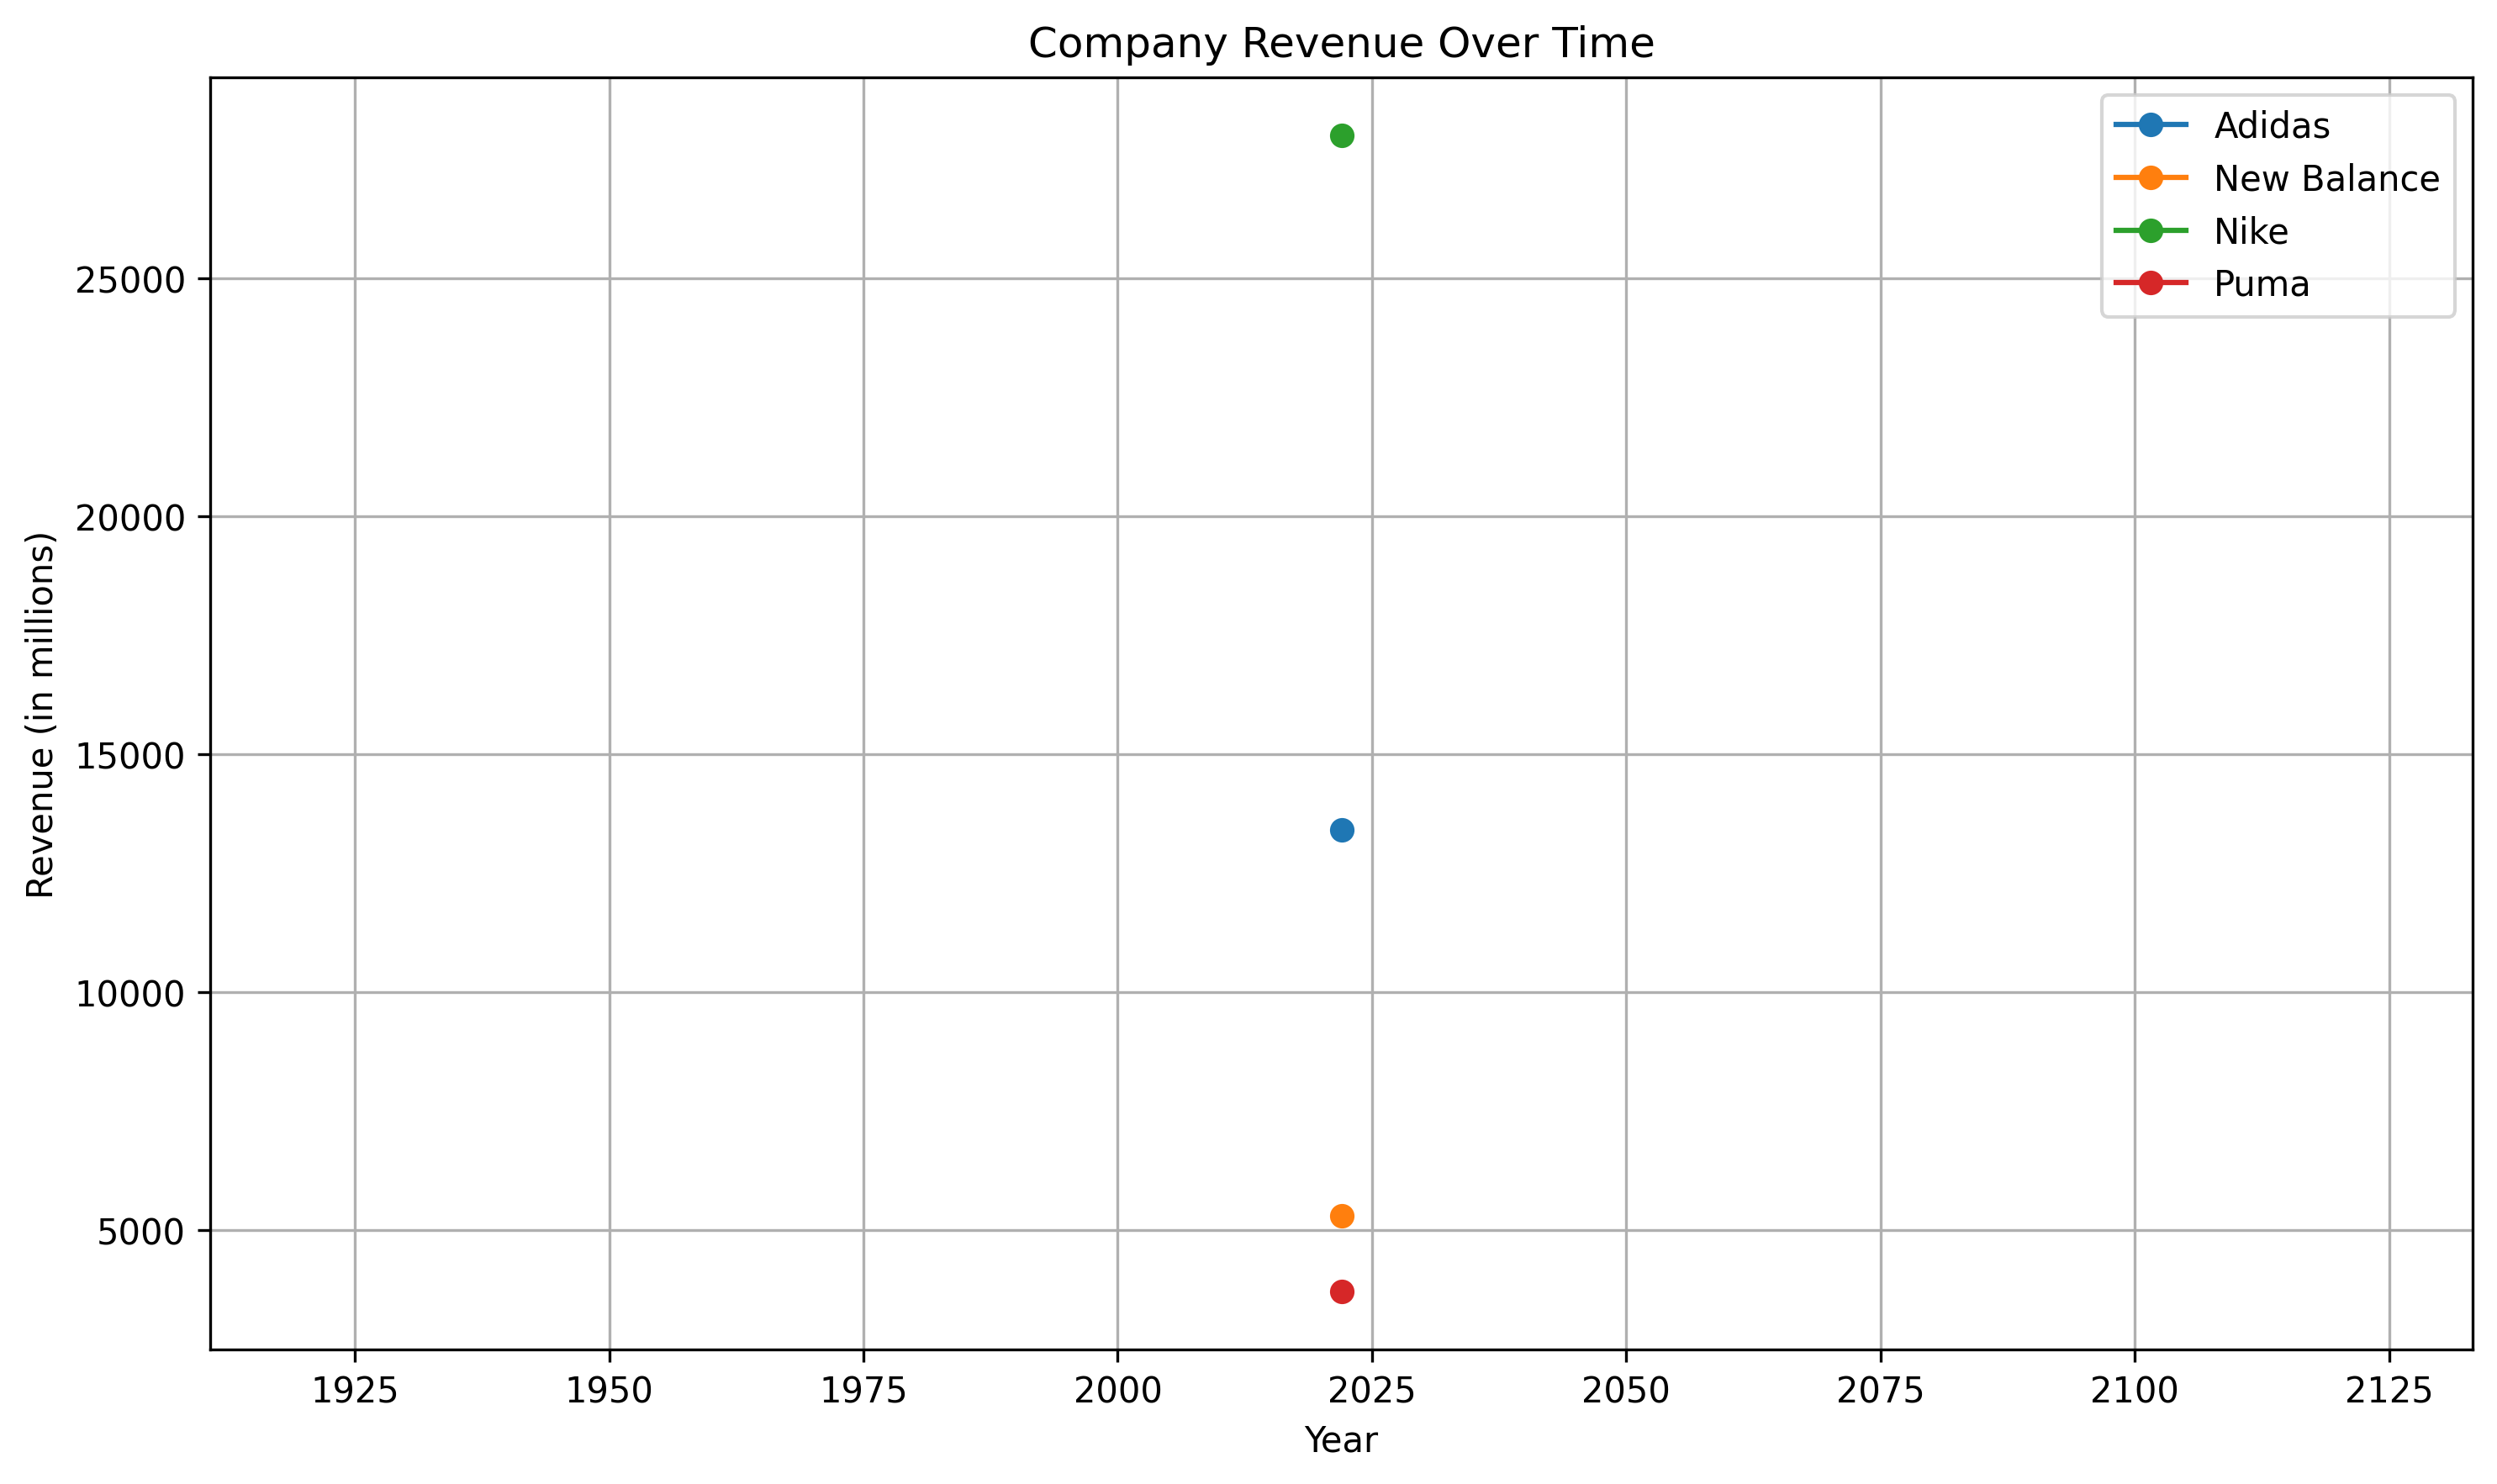 Company Revenue Over Time
Adidas
New Balance
Nike
Puma
25000
20000
15000
10000
5000
Revenue (in millions)
1925 1950 1975 2000 2025 2050 2075 2100 2125
Year